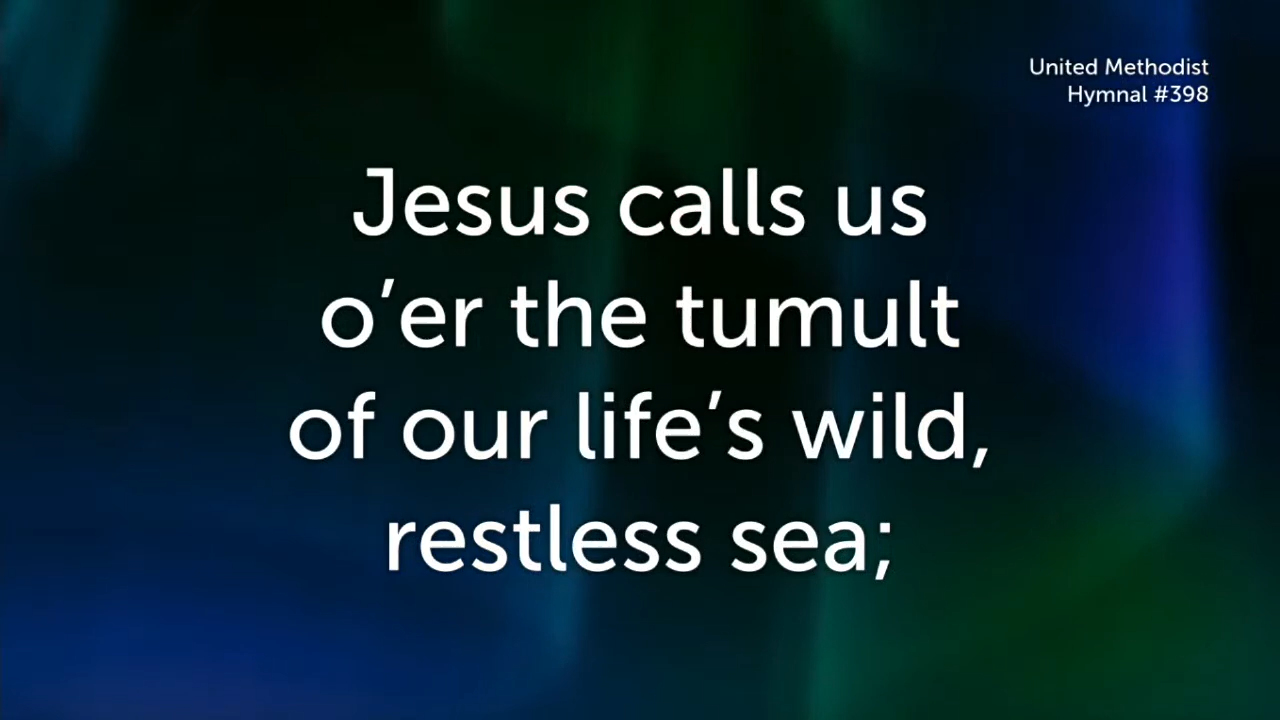 United Methodist
Hymnal #398
Jesus calls us
o’er the tumult
of our life’s wild,
restless sea;